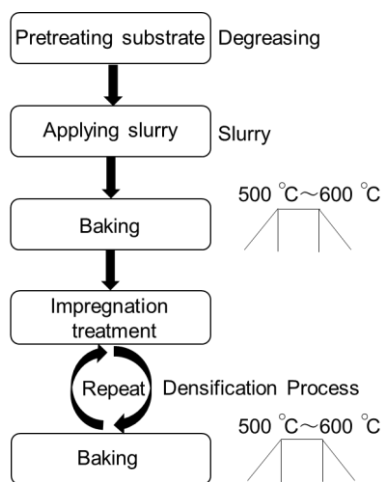 Pretreating substrate Degreasing
Applying slurry Slurry
500 ℃～600 ℃
Baking
Impregnation
treatment
Repeat Densification Process
500 ℃～600 ℃
Baking